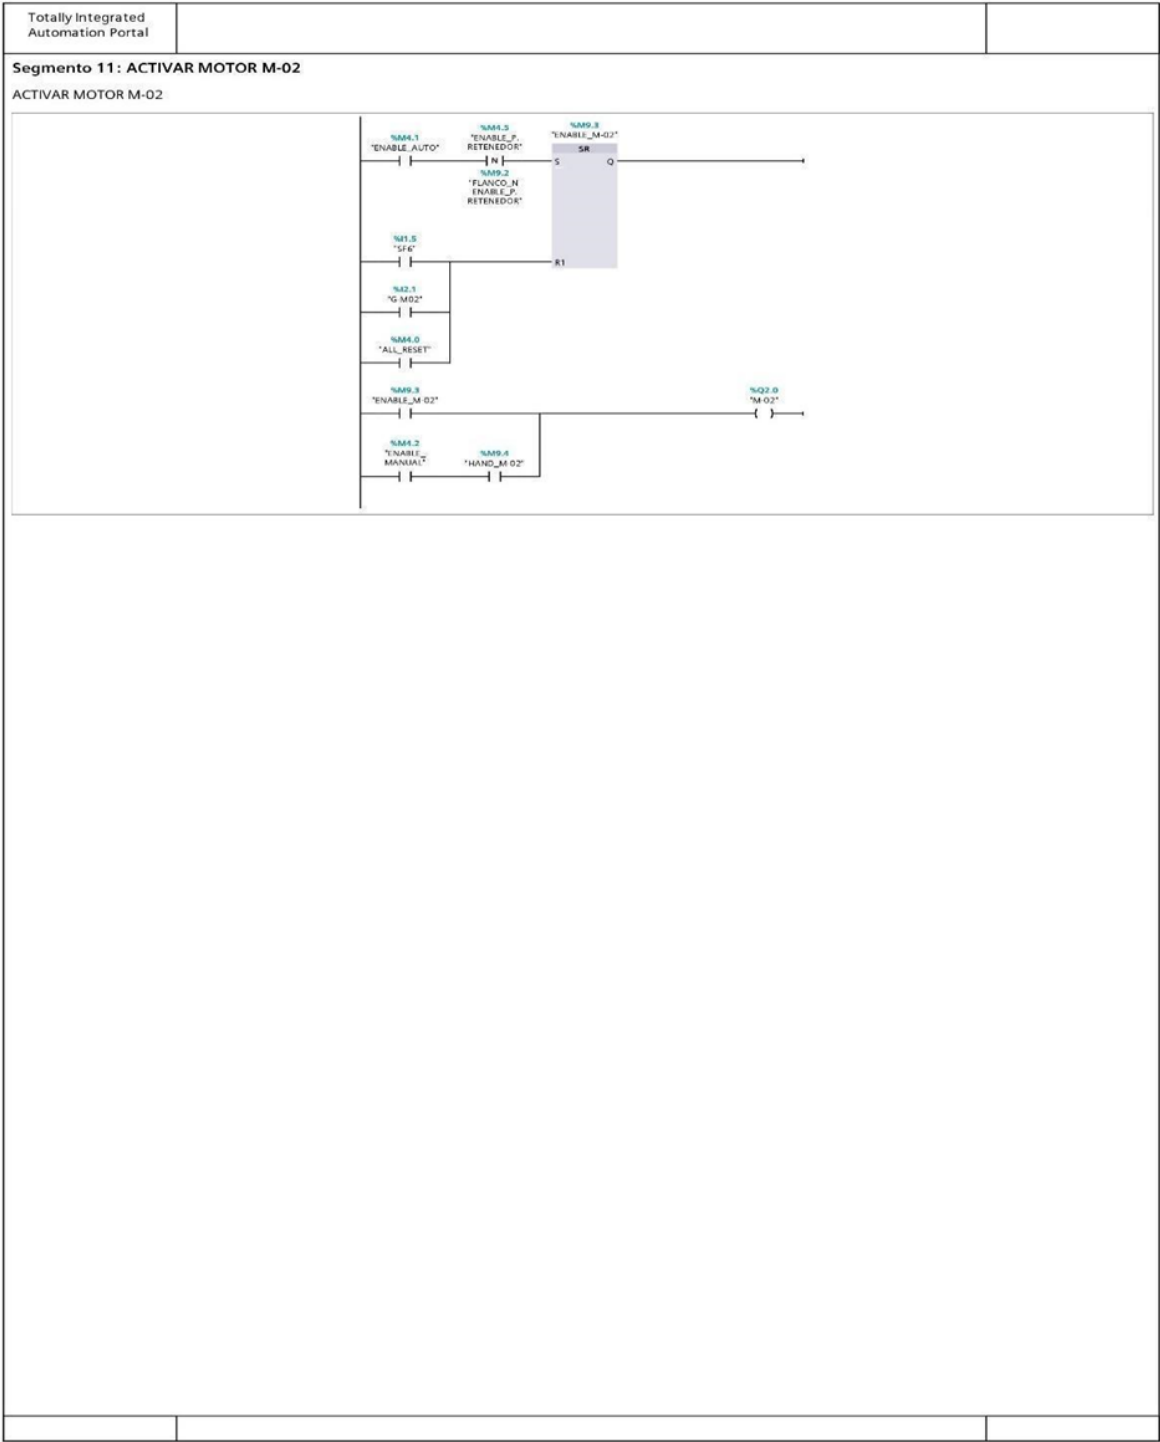 Totally Integrated
Automation Portal
Segmento 11: ACTIVAR MOTOR M-02
ACTIVAR MOTOR M-02
%M4.1
"ENABLE_AUTO"
%M4.5
"ENABLE_P.
RETENEDOR"
N
%M9.2
"FLANCO_N
ENABLE_P.
RETENEDOR"
%M9.3
"ENABLE_M-02"
SR
S
Q
%I1.5
"SF6"
R1
%I2.1
"G-M02"
%M4.0
"ALL_RESET"
%M9.3
"ENABLE_M-02"
%Q2.0
"M-02"
%M4.2
"ENABLE_
MANUAL"
%M9.4
"HAND_M-02"